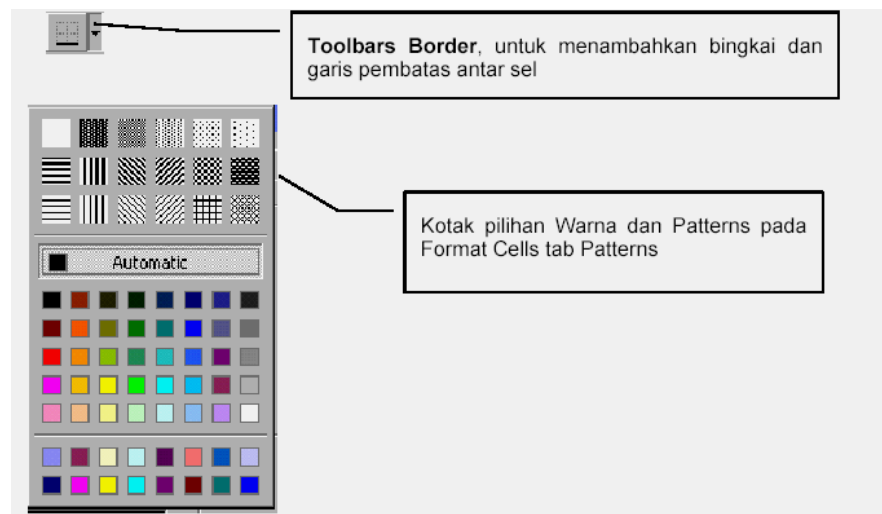 Toolbars Border, untuk menambahkan bingkai dan
garis pembatas antar sel
Kotak pilihan Warna dan Patterns pada
Format Cells tab Patterns
Automatic